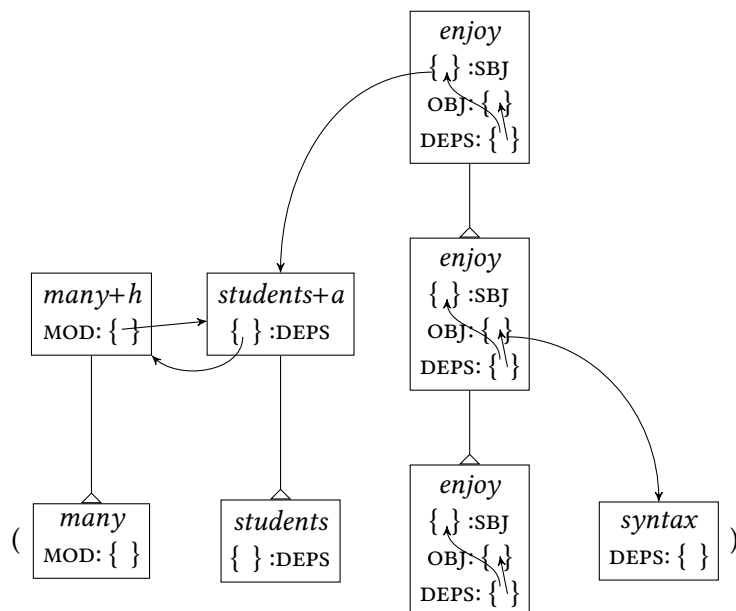 enjoy
{ } :SBJ
OBJ: { }
DEPS: { }
many+h
MOD: { }
students+a
{ } :DEPS
enjoy
{ } :SBJ
OBJ: { }
DEPS: { }
(
many
MOD: { }
students
{ } :DEPS
enjoy
{ } :SBJ
OBJ: { }
DEPS: { }
syntax
DEPS: { }
)